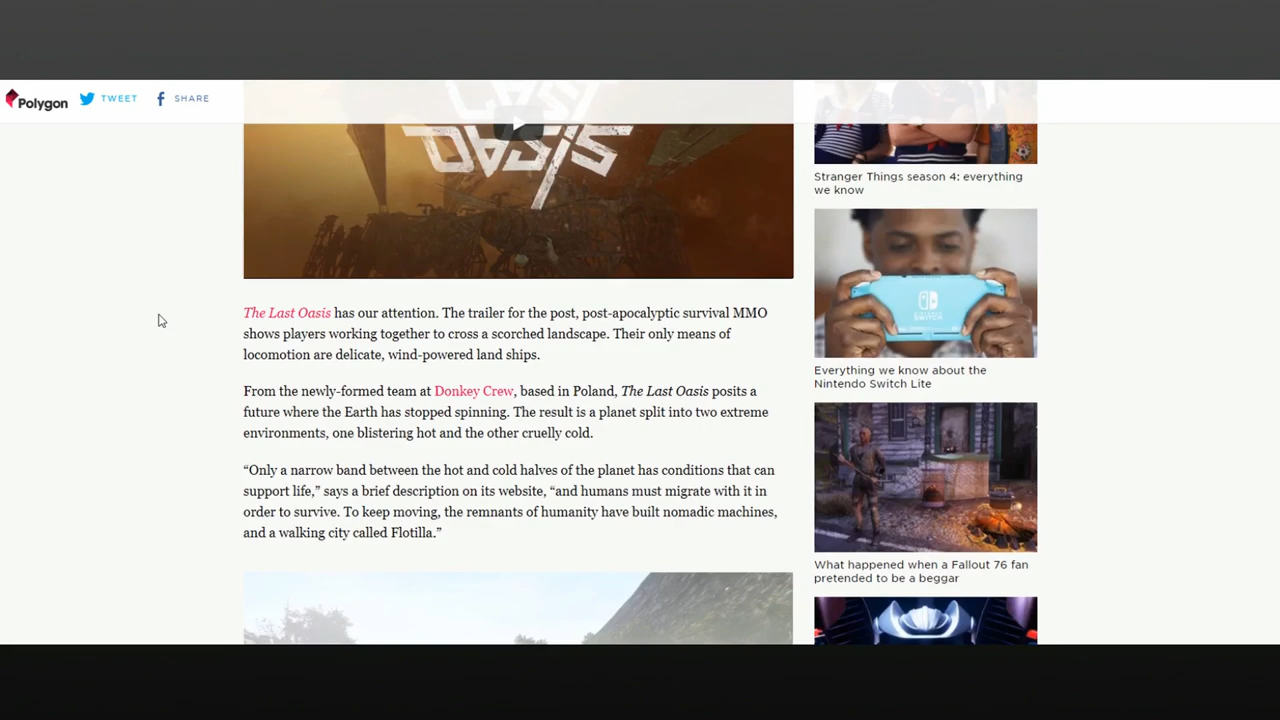 Polygon
TWEET
SHARE
LAST
OASIS
The Last Oasis has our attention. The trailer for the post, post-apocalyptic survival MMO
shows players working together to cross a scorched landscape. Their only means of
locomotion are delicate, wind-powered land ships.
From the newly-formed team at Donkey Crew, based in Poland, The Last Oasis posits a
future where the Earth has stopped spinning. The result is a planet split into two extreme
environments, one blistering hot and the other cruelly cold.
“Only a narrow band between the hot and cold halves of the planet has conditions that can
support life,” says a brief description on its website, “and humans must migrate with it in
order to survive. To keep moving, the remnants of humanity have built nomadic machines,
and a walking city called Flotilla.”
Stranger Things season 4: everything
we know
NINTENDO
SWITCH
Everything we know about the
Nintendo Switch Lite
What happened when a Fallout 76 fan
pretended to be a beggar